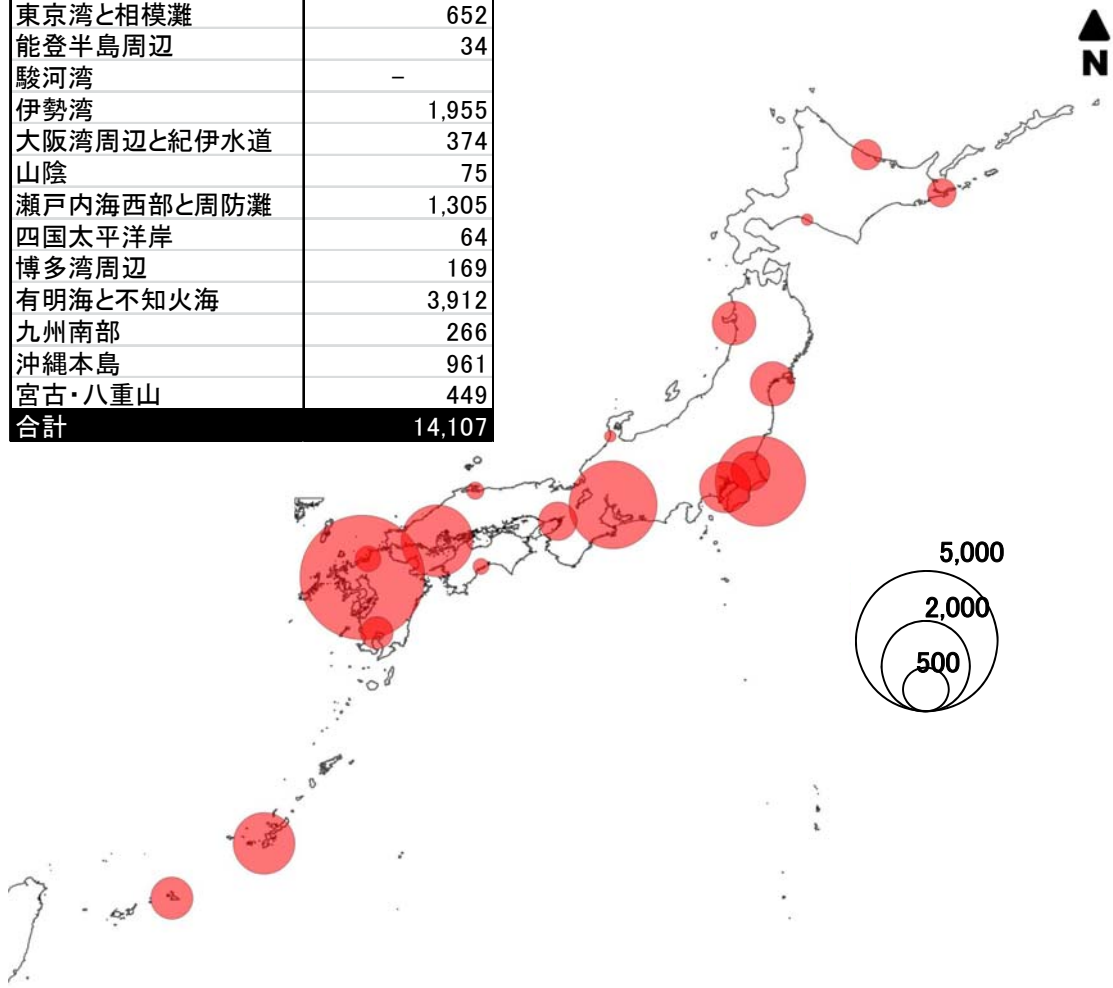 東京湾と相模灘 652
能登半島周辺 34
駿河湾 －
伊勢湾 1,955
大阪湾周辺と紀伊水道 374
山陰 75
瀬戸内海西部と周防灘 1,305
四国太平洋岸 64
博多湾周辺 169
有明海と不知火海 3,912
九州南部 266
沖縄本島 961
宮古・八重山 449
合計 14,107
N
5,000
2,000
500